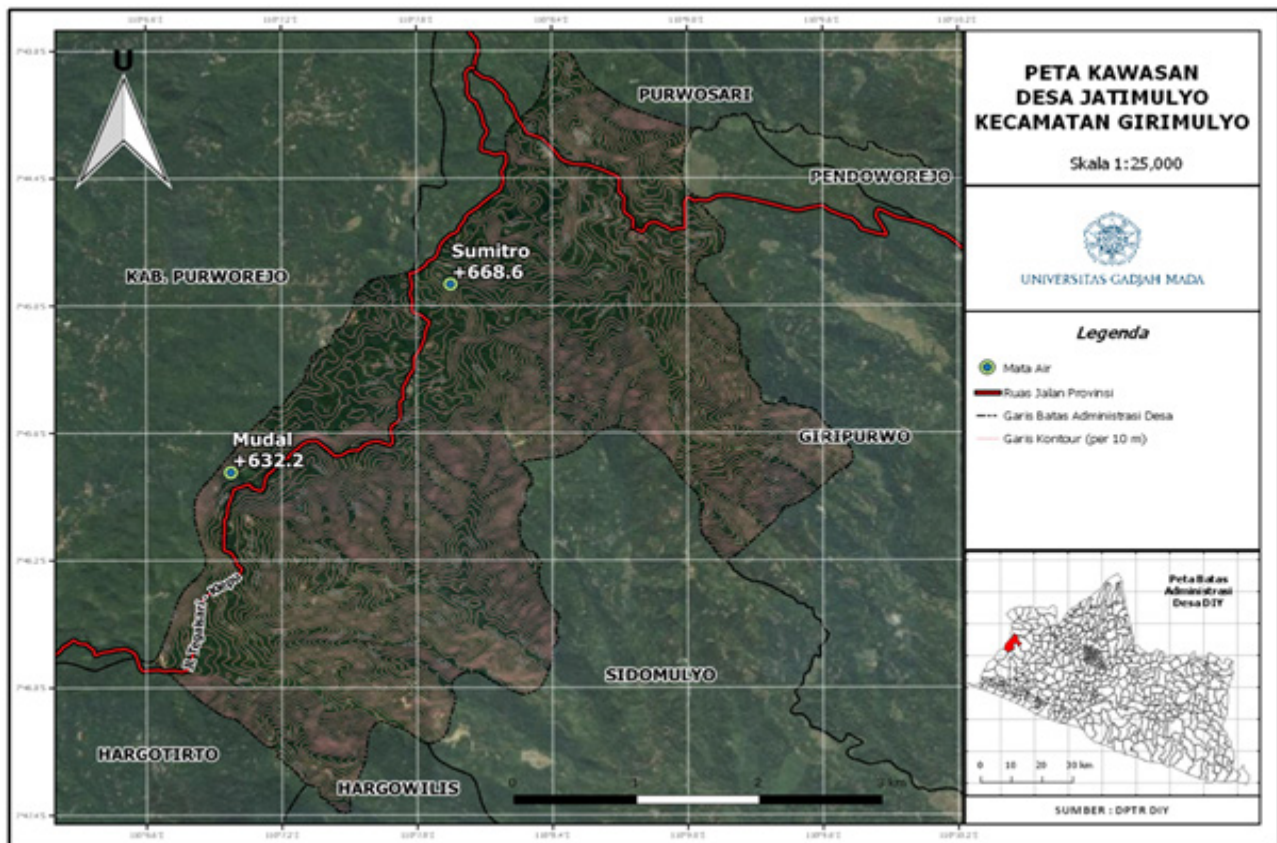 U
PURWOSARI
PENDOWOREJO
Sumitro
+668.6
KAB. PURWOREJO
Mudal
+632.2
GIRIPURWO
Jl. Tegalsari - Klepu
SIDOMULYO
HARGOTIRTO
HARGOWILIS
0 1 2 3 km
PETA KAWASAN
DESA JATIMULYO
KECAMATAN GIRIMULYO
Skala 1:25,000
UNIVERSITAS GADJAH MADA
Legenda
Mata Air
Ruas Jalan Provinsi
Garis Batas Administrasi Desa
Garis Kontour (per 10 m)
Peta Batas
Administrasi
Desa DIY
0 10 20 30 km
SUMBER : DPTR DIY